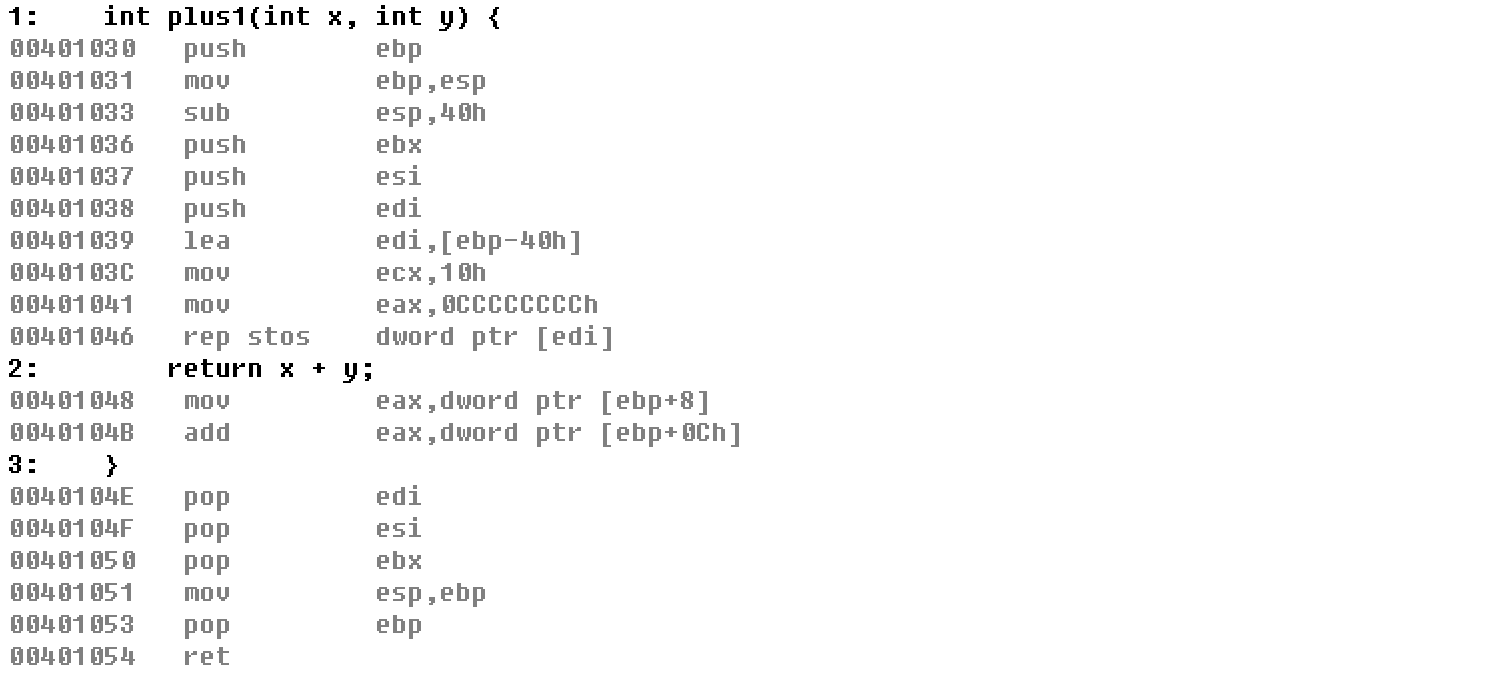 1:    int plus1(int x, int y) {
00401030   push        ebp
00401031   mov         ebp,esp
00401033   sub         esp,40h
00401036   push        ebx
00401037   push        esi
00401038   push        edi
00401039   lea         edi,[ebp-40h]
0040103C   mov         ecx,10h
00401041   mov         eax,0CCCCCCCCh
00401046   rep stos    dword ptr [edi]
2:        return x + y;
00401048   mov         eax,dword ptr [ebp+8]
0040104B   add         eax,dword ptr [ebp+0Ch]
3:    }
0040104E   pop         edi
0040104F   pop         esi
00401050   pop         ebx
00401051   mov         esp,ebp
00401053   pop         ebp
00401054   ret